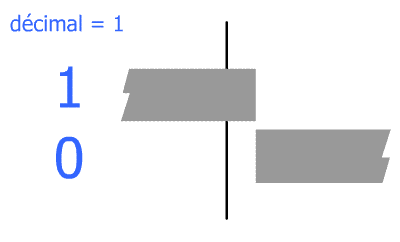 décimal = 1
1
0